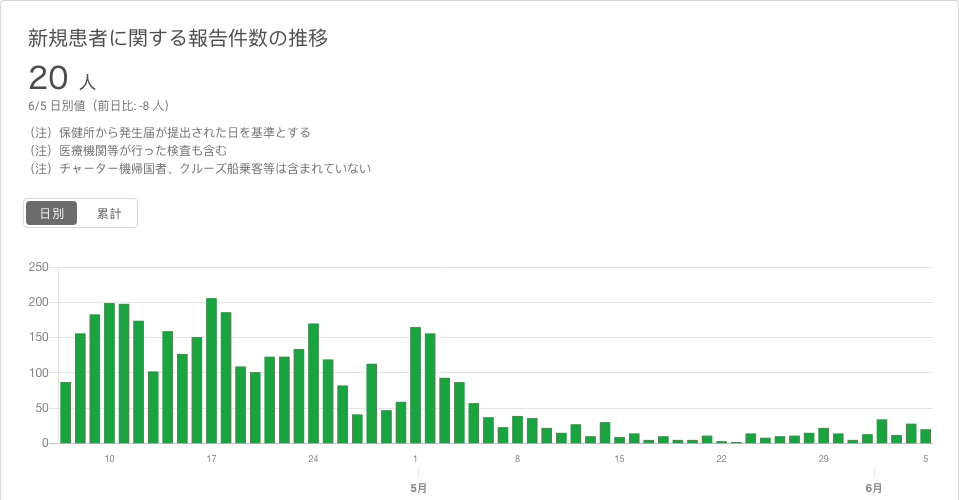 新規患者に関する報告件数の推移
20 人
6/5 日別値（前日比: -8 人）
（注）保健所から発生届が提出された日を基準とする
（注）医療機関等が行った検査も含む
（注）チャーター機帰国者、クルーズ船乗客等は含まれていない
日別 累計
250
200
150
100
50
0
10 17 24 1 8 15 22 29 5
5月 6月